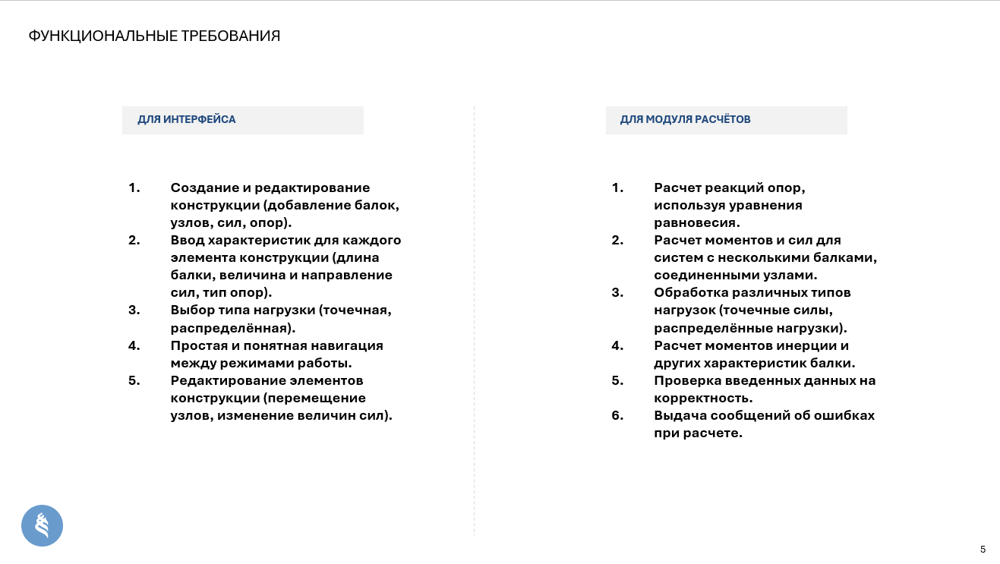 ФУНКЦИОНАЛЬНЫЕ ТРЕБОВАНИЯ
ДЛЯ ИНТЕРФЕЙСА
1. Создание и редактирование
конструкции (добавление балок,
узлов, сил, опор).
2. Ввод характеристик для каждого
элемента конструкции (длина
балки, величина и направление
сил, тип опор).
3. Выбор типа нагрузки (точечная,
распределённая).
4. Простая и понятная навигация
между режимами работы.
5. Редактирование элементов
конструкции (перемещение
узлов, изменение величин сил).
ДЛЯ МОДУЛЯ РАСЧЁТОВ
1. Расчет реакций опор,
используя уравнения
равновесия.
2. Расчет моментов и сил для
систем с несколькими балками,
соединенными узлами.
3. Обработка различных типов
нагрузок (точечные силы,
распределённые нагрузки).
4. Расчет моментов инерции и
других характеристик балки.
5. Проверка введенных данных на
корректность.
6. Выдача сообщений об ошибках
при расчете.
5